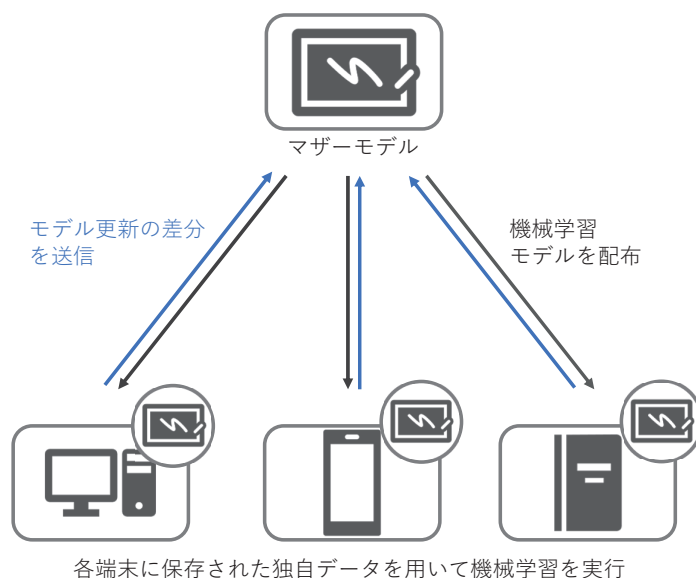 マザーモデル
モデル更新の差分
を送信
機械学習
モデルを配布
各端末に保存された独自データを用いて機械学習を実行